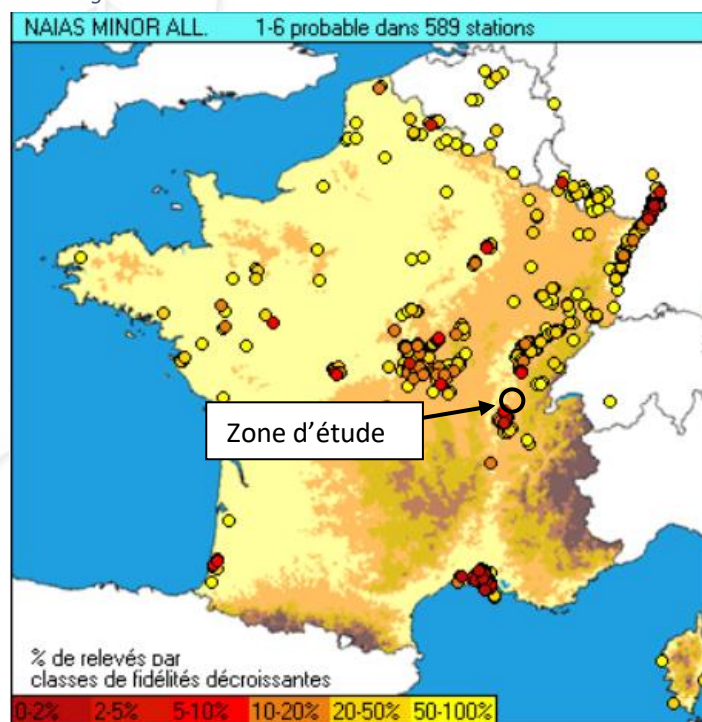 NAIAS MINOR ALL. 1-6 probable dans 589 stations
Zone d'étude
% de relevés par
classes de fidélités décroissantes
0-2% 2-5% 5-10% 10-20% 20-50% 50-100%